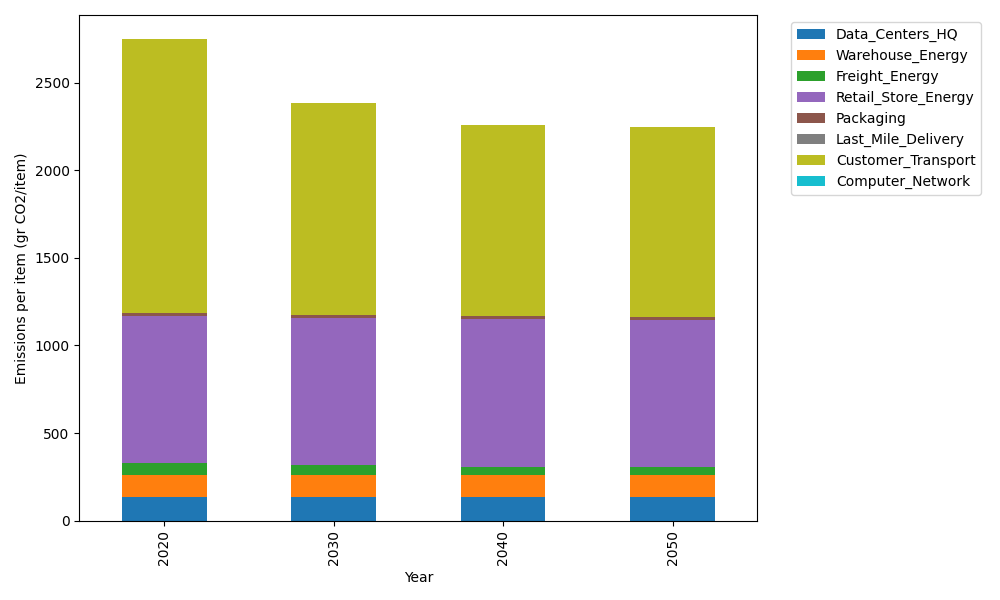 Emissions per item (gr CO2/item)
2500
2000
1500
1000
500
0
2020
2030
2040
2050
Year
Data_Centers_HQ
Warehouse_Energy
Freight_Energy
Retail_Store_Energy
Packaging
Last_Mile_Delivery
Customer_Transport
Computer_Network